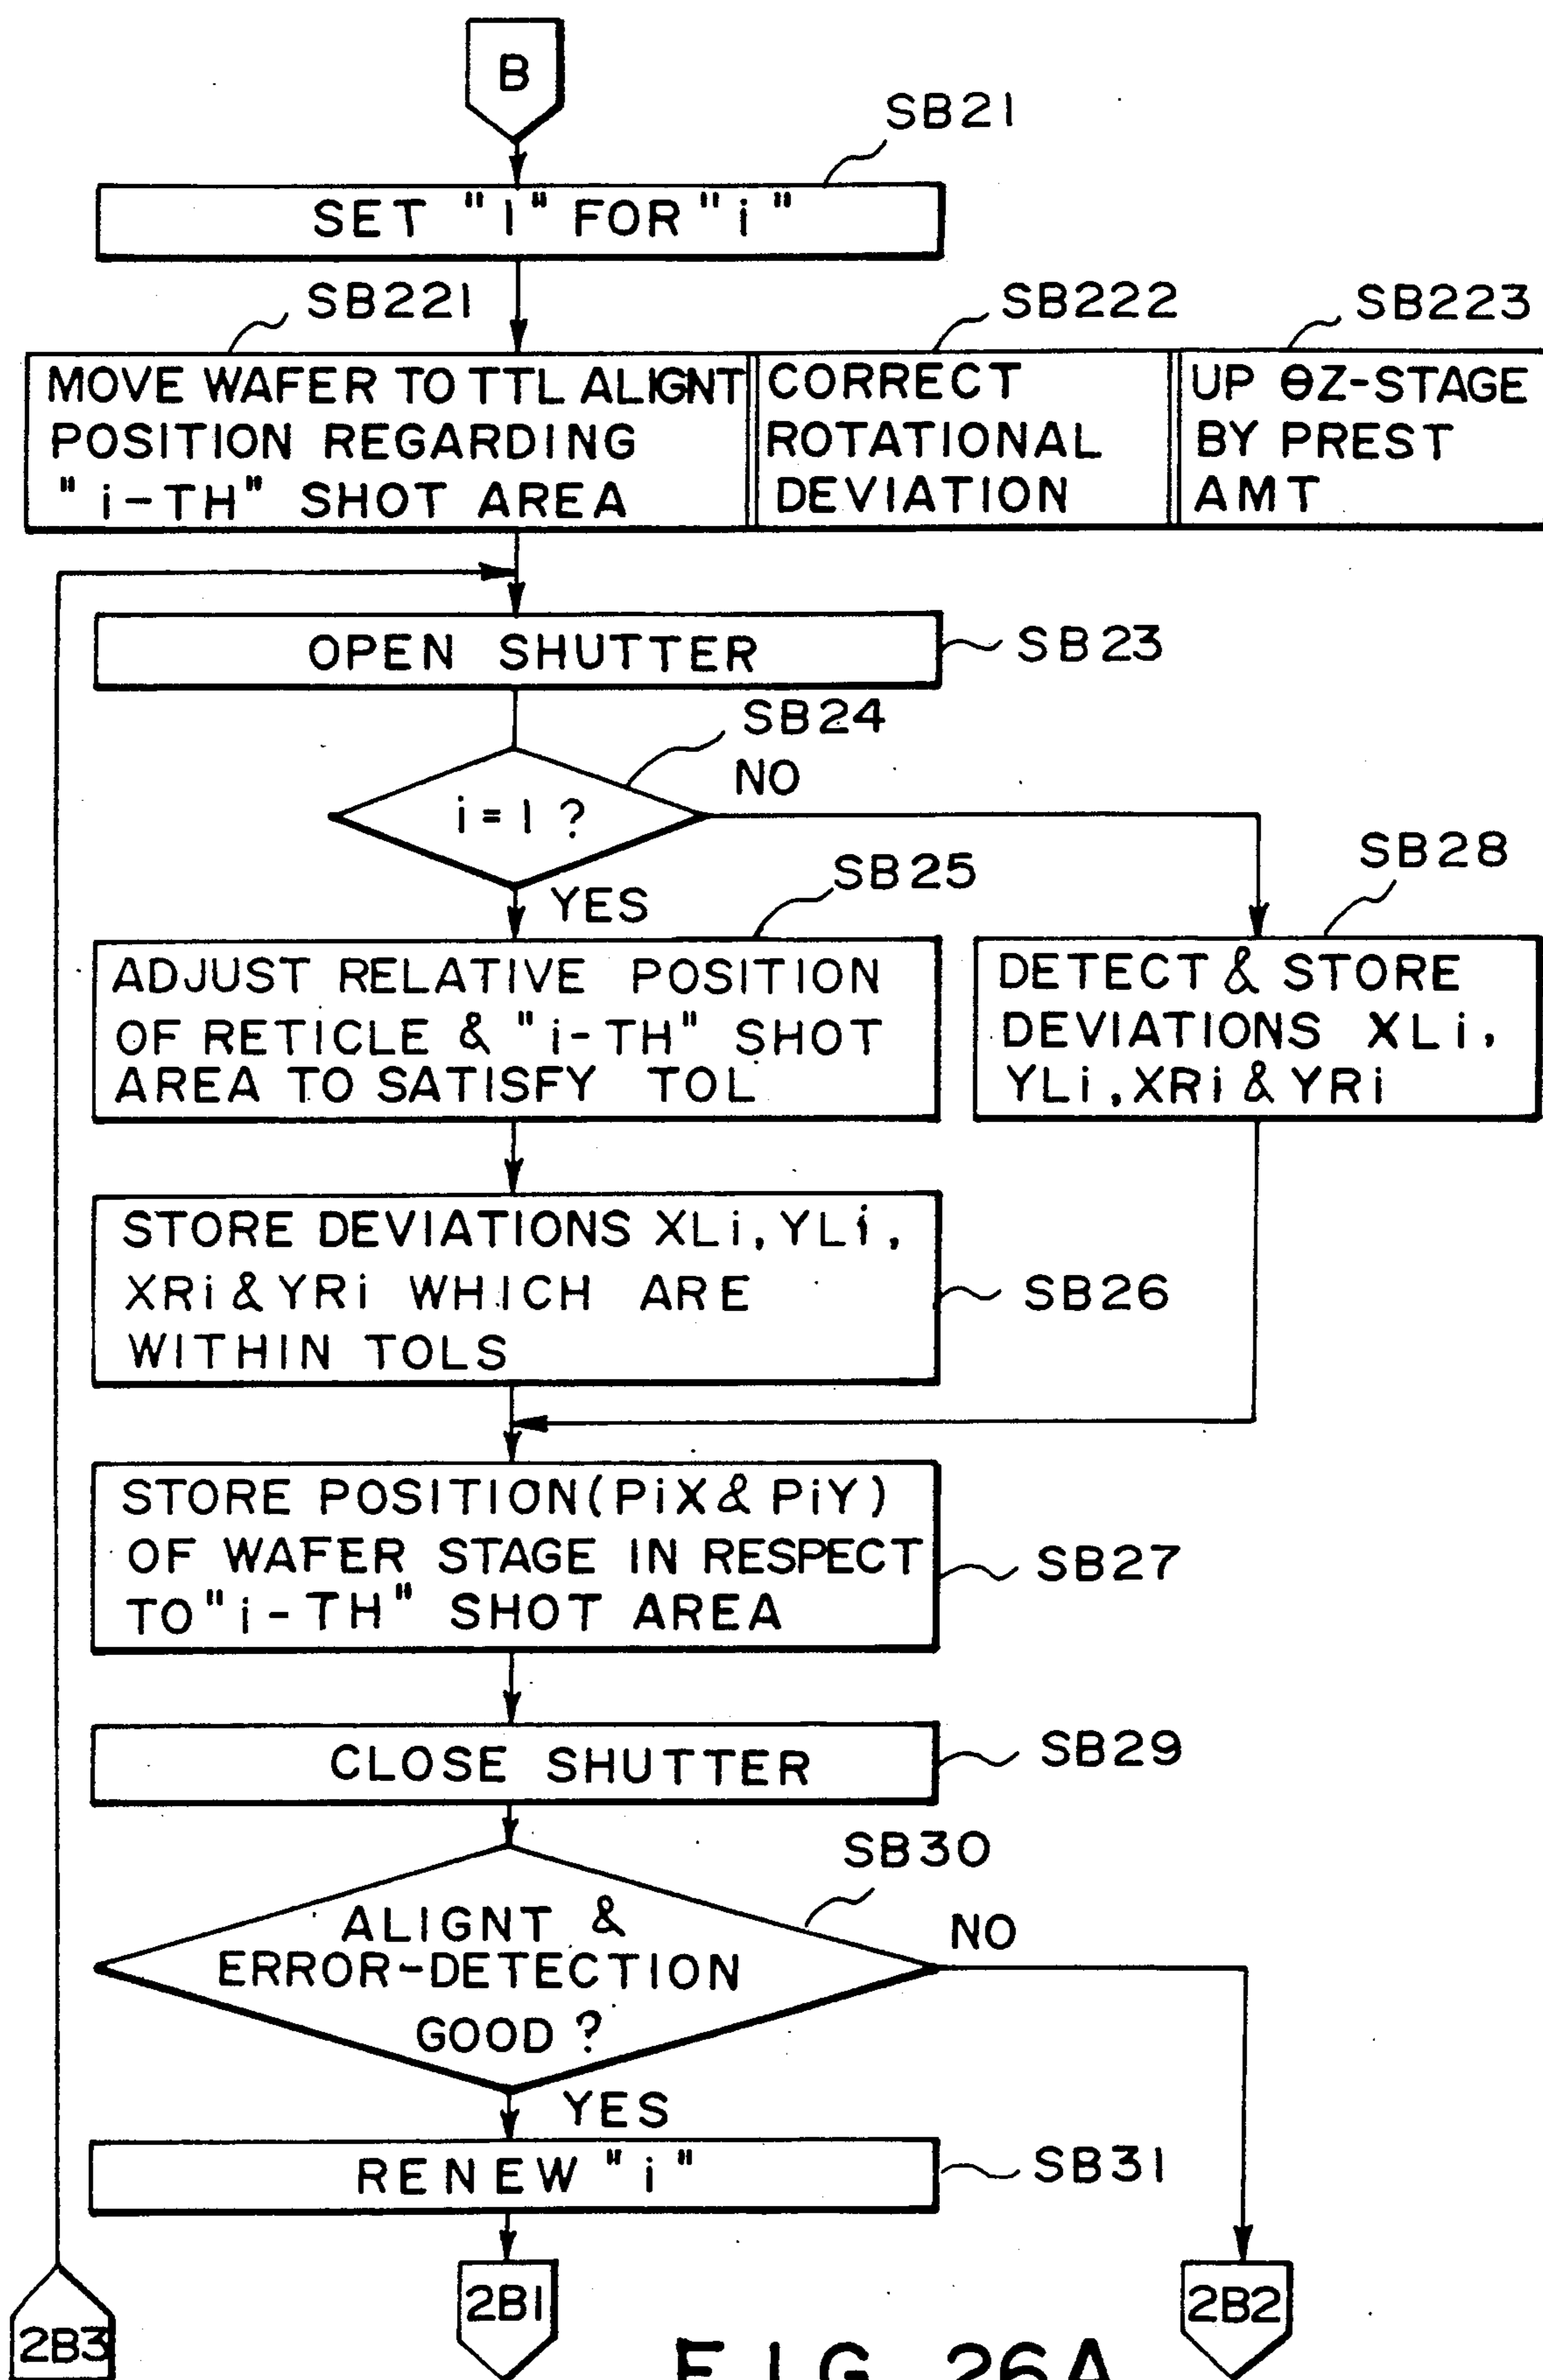 B
SB21
SET "1" FOR "i"
SB221
SB222
SB223
MOVE WAFER TO TTL ALIGNT
POSITION REGARDING
"i-TH" SHOT AREA
CORRECT
ROTATIONAL
DEVIATION
UP ΘZ-STAGE
BY PREST
AMT
OPEN SHUTTER
SB23
SB24
NO
i = 1 ?
YES
SB25
SB28
ADJUST RELATIVE POSITION
OF RETICLE & "i-TH" SHOT
AREA TO SATISFY TOL
DETECT & STORE
DEVIATIONS XLi,
YLi, XRi & YRi
STORE DEVIATIONS XLi, YLi,
XRi & YRi WHICH ARE
WITHIN TOLS
SB26
STORE POSITION (PiX & PiY)
OF WAFER STAGE IN RESPECT
TO "i-TH" SHOT AREA
SB27
CLOSE SHUTTER
SB29
SB30
ALIGNT &
ERROR-DETECTION
GOOD ?
NO
YES
RENEW "i"
SB31
2B3
2B1
2B2
FIG. 26A